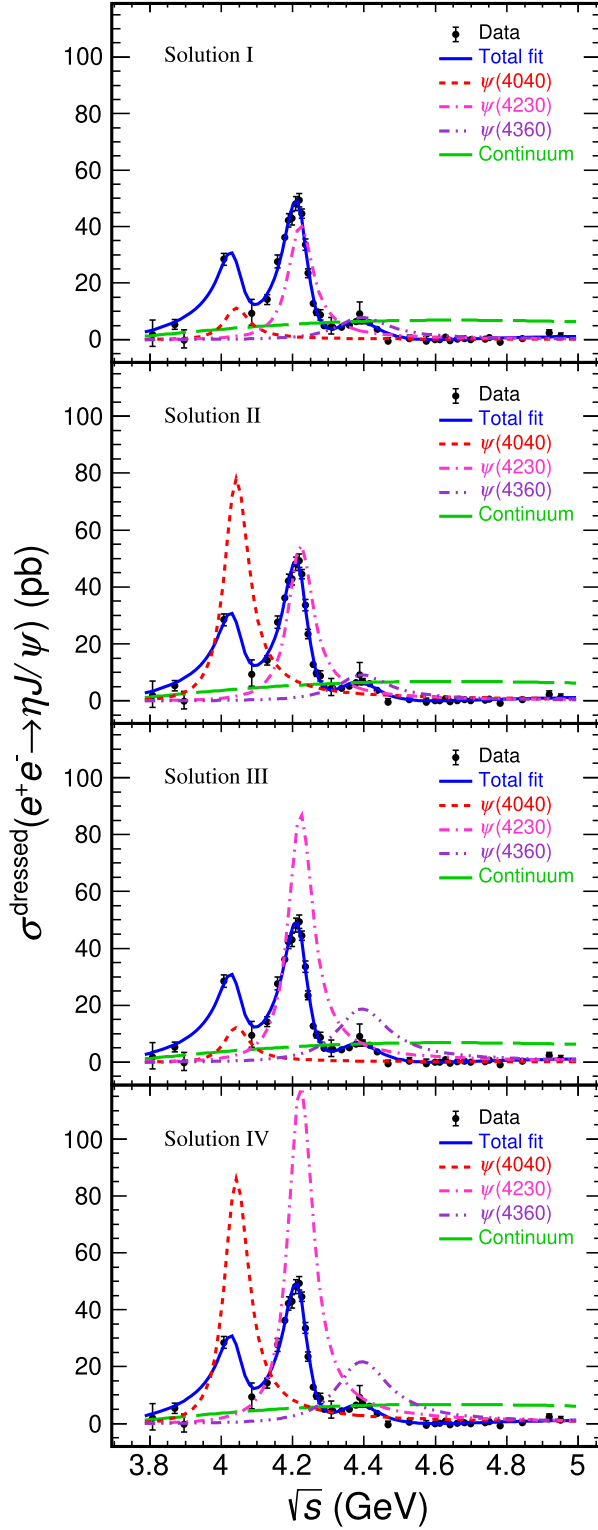 Solution I
Data
Total fit
ψ(4040)
ψ(4230)
ψ(4360)
Continuum
100
80
60
40
20
0
Solution II
Data
Total fit
ψ(4040)
ψ(4230)
ψ(4360)
Continuum
100
80
60
40
20
0
Solution III
Data
Total fit
ψ(4040)
ψ(4230)
ψ(4360)
Continuum
100
80
60
40
20
0
Solution IV
Data
Total fit
ψ(4040)
ψ(4230)
ψ(4360)
Continuum
100
80
60
40
20
0
3.8 4 4.2 4.4 4.6 4.8 5
√s (GeV)
σ^dressed(e⁺e⁻→ηJ/ψ) (pb)